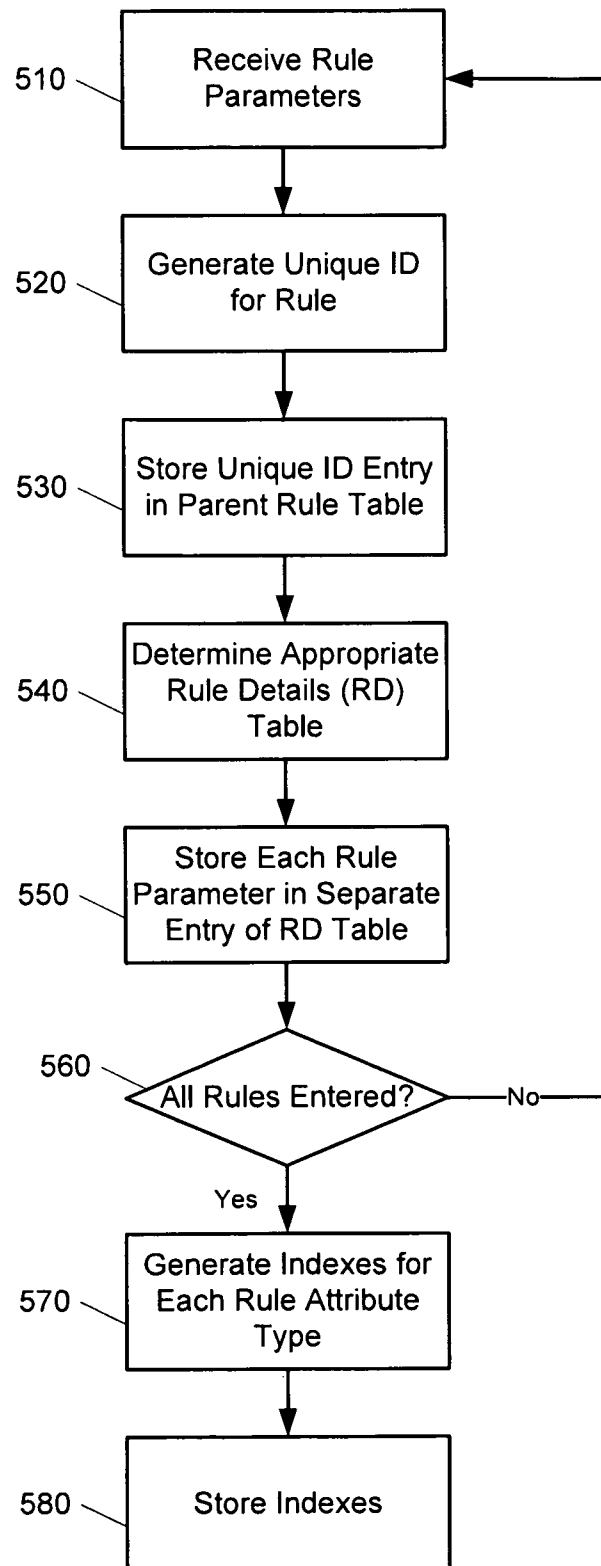 510
Receive Rule
Parameters
520
Generate Unique ID
for Rule
530
Store Unique ID Entry
in Parent Rule Table
540
Determine Appropriate
Rule Details (RD)
Table
550
Store Each Rule
Parameter in Separate
Entry of RD Table
560
All Rules Entered?
No
Yes
570
Generate Indexes for
Each Rule Attribute
Type
580
Store Indexes